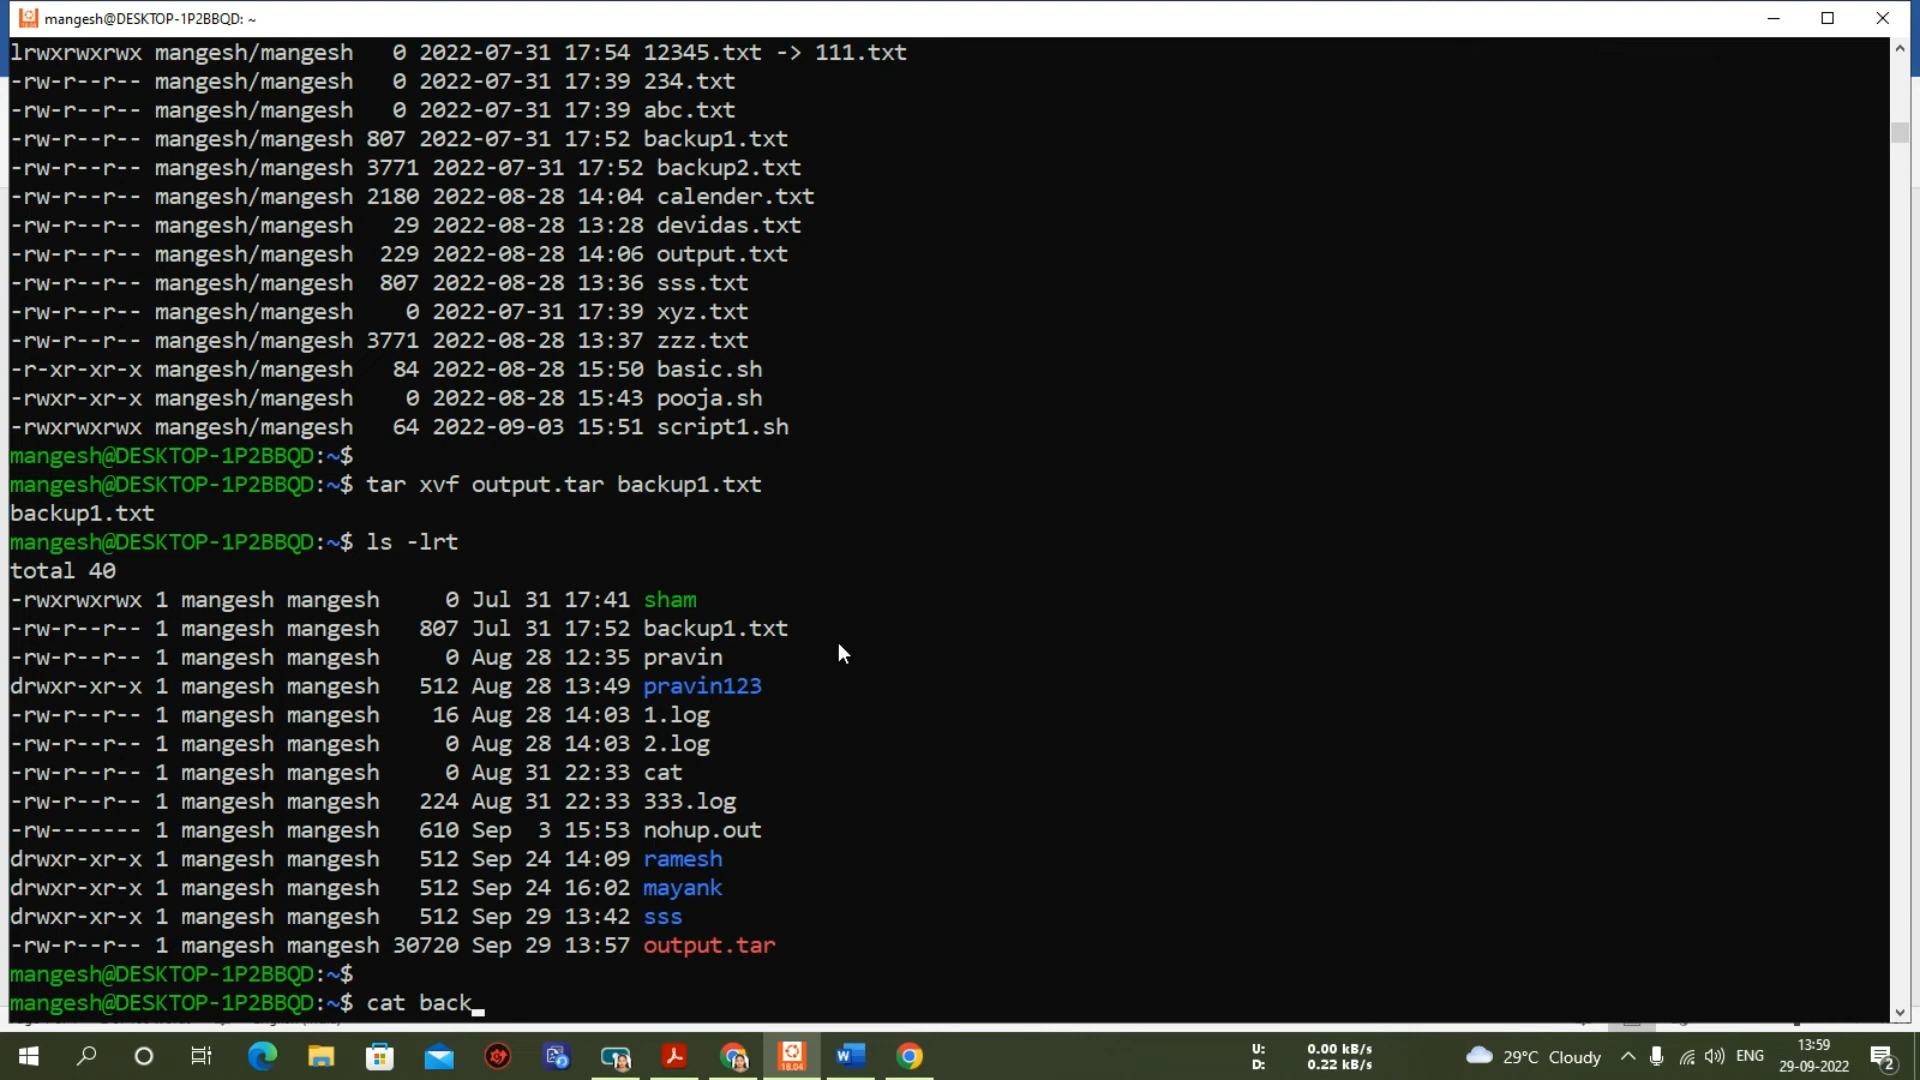 mangesh@DESKTOP-1P2BBQD: ~
lrwxrwxrwx mangesh/mangesh   0 2022-07-31 17:54 12345.txt -> 111.txt
-rw-r--r-- mangesh/mangesh   0 2022-07-31 17:39 234.txt
-rw-r--r-- mangesh/mangesh   0 2022-07-31 17:39 abc.txt
-rw-r--r-- mangesh/mangesh 807 2022-07-31 17:52 backup1.txt
-rw-r--r-- mangesh/mangesh 3771 2022-07-31 17:52 backup2.txt
-rw-r--r-- mangesh/mangesh 2180 2022-08-28 14:04 calender.txt
-rw-r--r-- mangesh/mangesh   29 2022-08-28 13:28 devidas.txt
-rw-r--r-- mangesh/mangesh  229 2022-08-28 14:06 output.txt
-rw-r--r-- mangesh/mangesh  807 2022-08-28 13:36 sss.txt
-rw-r--r-- mangesh/mangesh    0 2022-07-31 17:39 xyz.txt
-rw-r--r-- mangesh/mangesh 3771 2022-08-28 13:37 zzz.txt
-r-xr-xr-x mangesh/mangesh   84 2022-08-28 15:50 basic.sh
-rwxr-xr-x mangesh/mangesh    0 2022-08-28 15:43 pooja.sh
-rwxrwxrwx mangesh/mangesh   64 2022-09-03 15:51 script1.sh
mangesh@DESKTOP-1P2BBQD:~$
mangesh@DESKTOP-1P2BBQD:~$ tar xvf output.tar backup1.txt
backup1.txt
mangesh@DESKTOP-1P2BBQD:~$ ls -lrt
total 40
-rwxrwxrwx 1 mangesh mangesh     0 Jul 31 17:41 sham
-rw-r--r-- 1 mangesh mangesh   807 Jul 31 17:52 backup1.txt
-rw-r--r-- 1 mangesh mangesh     0 Aug 28 12:35 pravin
drwxr-xr-x 1 mangesh mangesh   512 Aug 28 13:49 pravin123
-rw-r--r-- 1 mangesh mangesh    16 Aug 28 14:03 1.log
-rw-r--r-- 1 mangesh mangesh     0 Aug 28 14:03 2.log
-rw-r--r-- 1 mangesh mangesh     0 Aug 31 22:33 cat
-rw-r--r-- 1 mangesh mangesh   224 Aug 31 22:33 333.log
-rw------- 1 mangesh mangesh   610 Sep  3 15:53 nohup.out
drwxr-xr-x 1 mangesh mangesh   512 Sep 24 14:09 ramesh
drwxr-xr-x 1 mangesh mangesh   512 Sep 24 16:02 mayank
drwxr-xr-x 1 mangesh mangesh   512 Sep 29 13:42 sss
-rw-r--r-- 1 mangesh mangesh 30720 Sep 29 13:57 output.tar
mangesh@DESKTOP-1P2BBQD:~$
mangesh@DESKTOP-1P2BBQD:~$ cat back
18.04
U: 0.00 kB/s
D: 0.22 kB/s
29°C Cloudy
ENG
13:59
29-09-2022
2